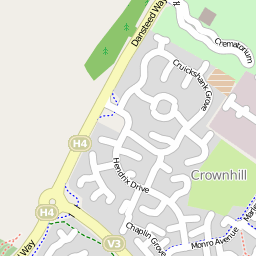 Dansteed Way
Crematorium
Cruickshank Grove
H4
Hendrix Drive
Crownhill
H4
Way
V3
Chaplin Grove
Monro Avenue